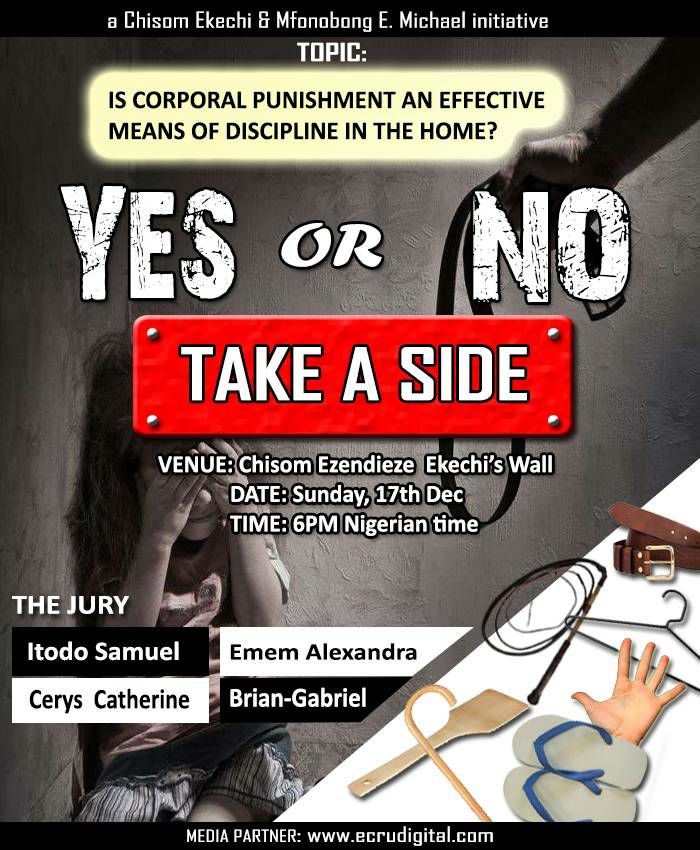 a Chisom Ekechi & Mfonobong E. Michael initiative
TOPIC:
IS CORPORAL PUNISHMENT AN EFFECTIVE
MEANS OF DISCIPLINE IN THE HOME?
YES OR NO
TAKE A SIDE
VENUE: Chisom Ezendieze Ekechi's Wall
DATE: Sunday, 17th Dec
TIME: 6PM Nigerian time
THE JURY
Itodo Samuel
Emem Alexandra
Cerys Catherine
Brian-Gabriel
MEDIA PARTNER: www.ecrudigital.com